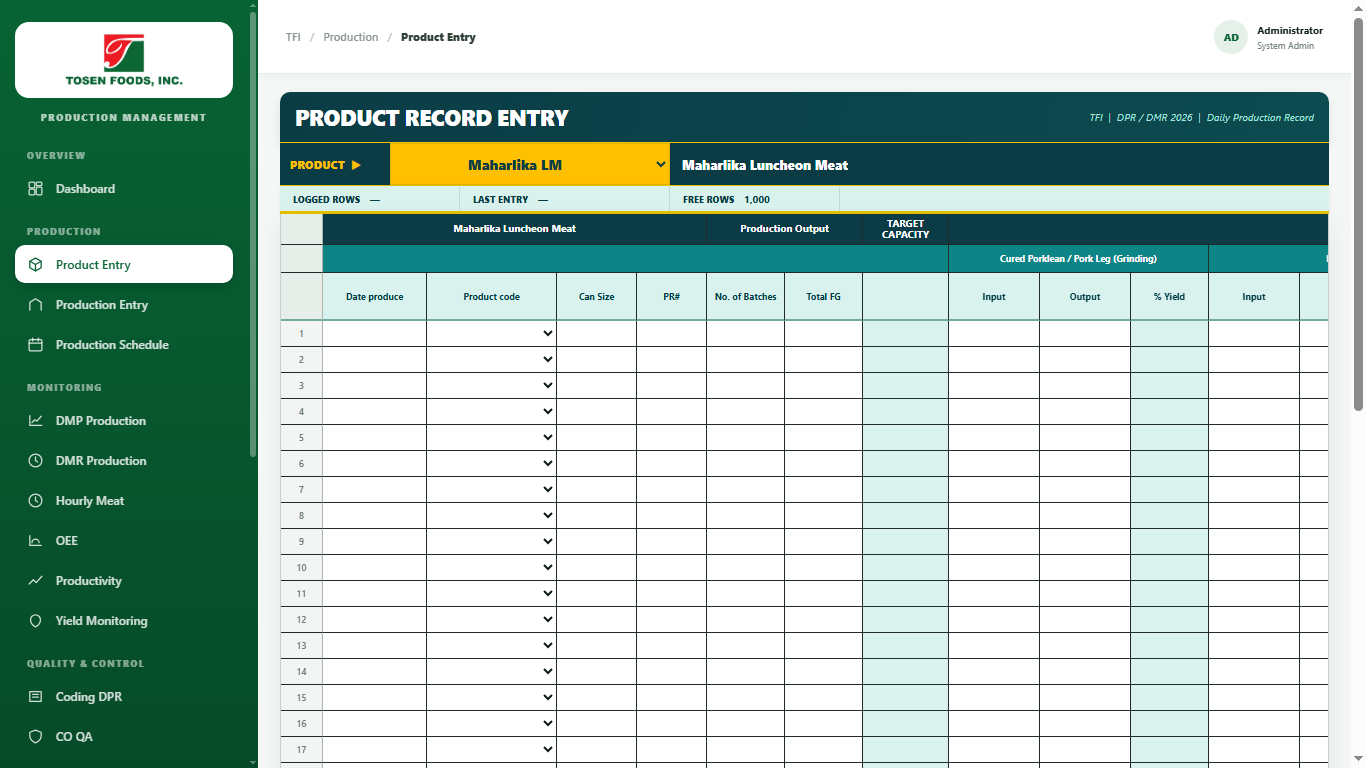 TOSEN FOODS, INC.
PRODUCTION MANAGEMENT
OVERVIEW
Dashboard
PRODUCTION
Product Entry
Production Entry
Production Schedule
MONITORING
DMP Production
DMR Production
Hourly Meat
OEE
Productivity
Yield Monitoring
QUALITY & CONTROL
Coding DPR
CO QA
TFI / Production / Product Entry
AD
Administrator
System Admin
PRODUCT RECORD ENTRY
TFI | DPR / DMR 2026 | Daily Production Record
PRODUCT ▶
Maharlika LM
Maharlika Luncheon Meat
LOGGED ROWS —
LAST ENTRY —
FREE ROWS 1,000
Maharlika Luncheon Meat
Production Output
TARGET
CAPACITY
Cured Porklean / Pork Leg (Grinding)
Date produce
Product code
Can Size
PR#
No. of Batches
Total FG
Input
Output
% Yield
Input
1
2
3
4
5
6
7
8
9
10
11
12
13
14
15
16
17